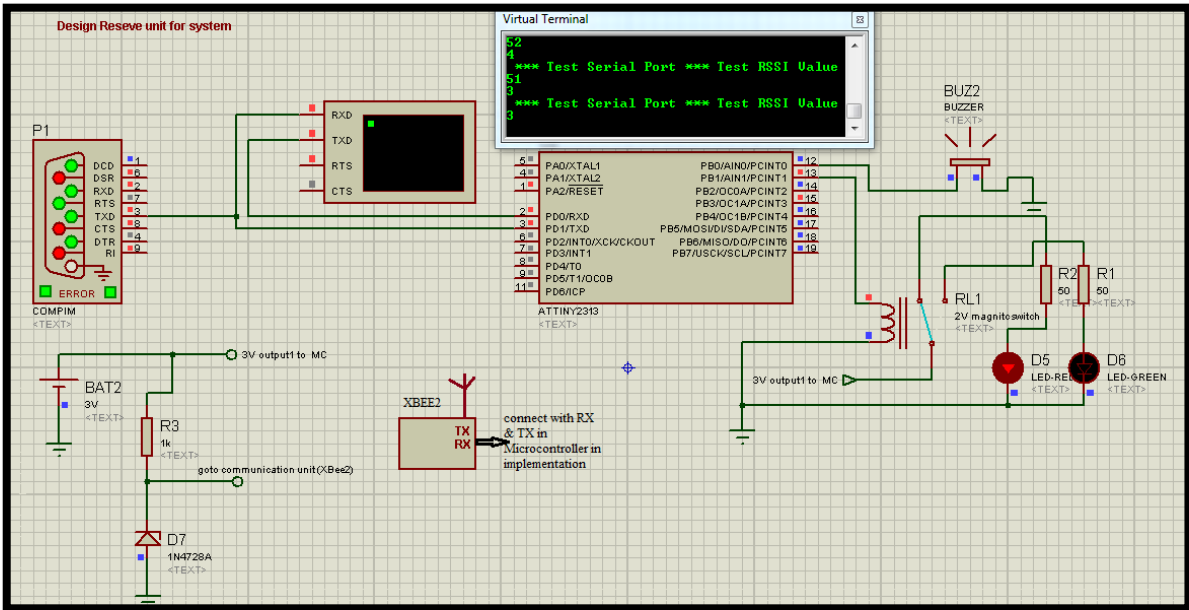 Design Reseve unit for system
Virtual Terminal
52
4
*** Test Serial Port *** Test RSSI Value
51
3
*** Test Serial Port *** Test RSSI Value
3
P1
DCD
DSR
RXD
RTS
TXD
CTS
DTR
RI
1
6
2
7
3
8
4
9
ERROR
COMPIM
<TEXT>
RXD
TXD
RTS
CTS
5 PA0/XTAL1
4 PA1/XTAL2
1 PA2/RESET
2 PD0/RXD
3 PD1/TXD
6 PD2/INT0/XCK/CKOUT
7 PD3/INT1
8 PD4/T0
9 PD5/T1/OC0B
11 PD6/ICP
PB0/AIN0/PCINT0 12
PB1/AIN1/PCINT1 13
PB2/OC0A/PCINT2 14
PB3/OC1A/PCINT3 15
PB4/OC1B/PCINT4 16
PB5/MOSI/DI/SDA/PCINT5 17
PB6/MISO/DO/PCINT6 18
PB7/USCK/SCL/PCINT7 19
ATTINY2313
<TEXT>
BUZ2
BUZZER
<TEXT>
R2
50
<TE
R1
50
<TEXT>
RL1
2V magnitoswitch
<TEXT>
D5
LED-RE
<TEXT>
D6
LED-GREEN
<TEXT>
3V output1 to MC
3V output1 to MC
BAT2
3V
<TEXT>
R3
1k
<TEXT>
goto communication unit(XBee2)
D7
1N4728A
<TEXT>
XBEE2
TX
RX
connect with RX
& TX in
Microcontroller in
implementation